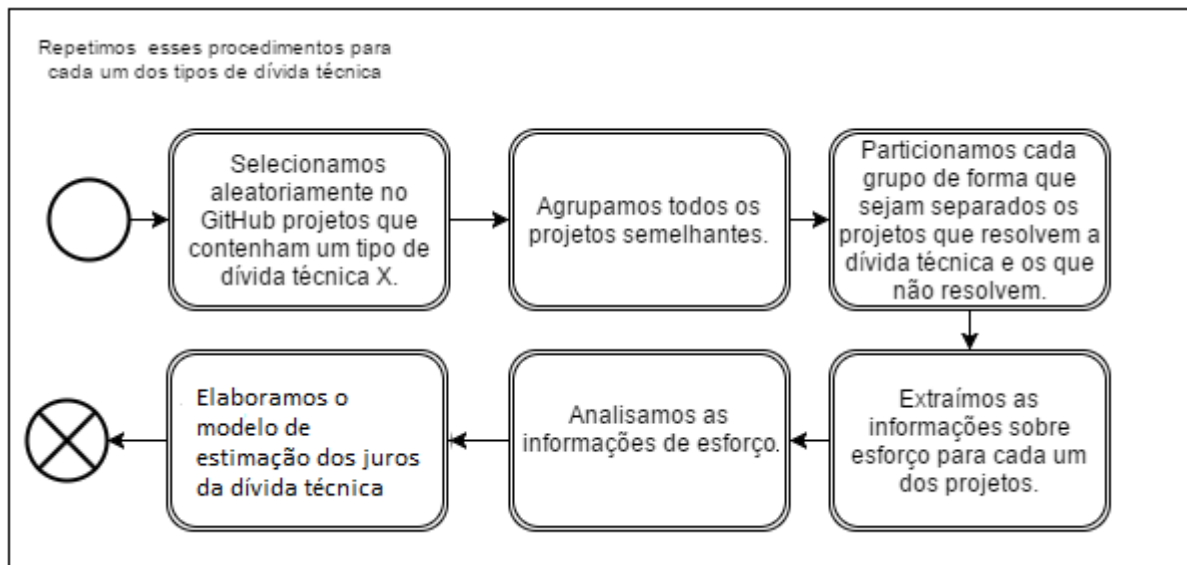 Repetimos esses procedimentos para
cada um dos tipos de dívida técnica
Selecionamos
aleatoriamente no
GitHub projetos que
contenham um tipo de
dívida técnica X.
Agrupamos todos os
projetos semelhantes.
Particionamos cada
grupo de forma que
sejam separados os
projetos que resolvem a
dívida técnica e os que
não resolvem.
Extraímos as
informações sobre
esforço para cada um
dos projetos.
Analisamos as
informações de esforço.
Elaboramos o
modelo de
estimação dos juros
da dívida técnica